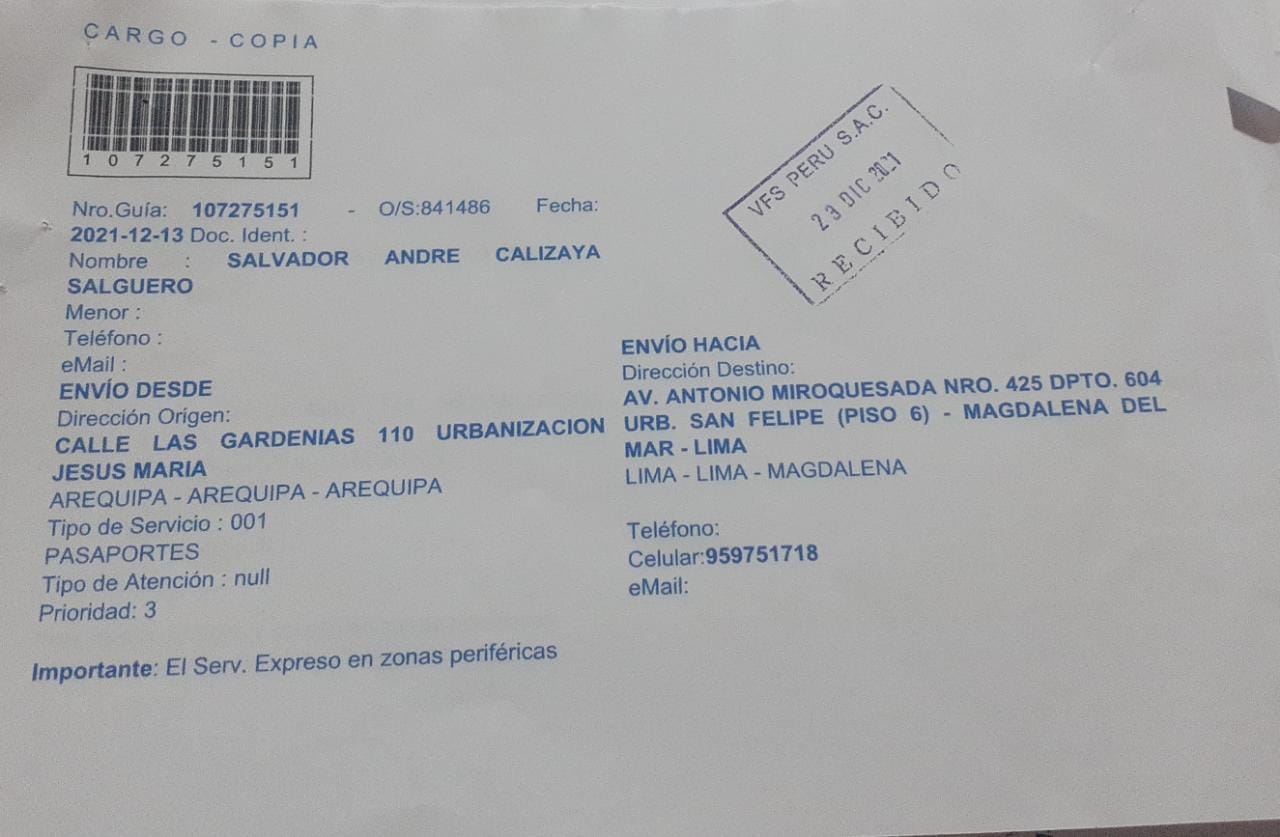 CARGO - COPIA
1 0 7 2 7 5 1 5 1
VFS PERU S.A.C.
23 DIC 2021
RECIBIDO
Nro.Guía: 107275151 - O/S:841486 Fecha:
2021-12-13 Doc. Ident. :
Nombre : SALVADOR ANDRE CALIZAYA
SALGUERO
Menor :
Teléfono :
eMail :
ENVÍO DESDE
Dirección Orígen:
CALLE LAS GARDENIAS 110 URBANIZACION
JESUS MARIA
AREQUIPA - AREQUIPA - AREQUIPA
Tipo de Servicio : 001
PASAPORTES
Tipo de Atención : null
Prioridad: 3
ENVÍO HACIA
Dirección Destino:
AV. ANTONIO MIROQUESADA NRO. 425 DPTO. 604
URB. SAN FELIPE (PISO 6) - MAGDALENA DEL
MAR - LIMA
LIMA - LIMA - MAGDALENA
Teléfono:
Celular:959751718
eMail:
Importante: El Serv. Expreso en zonas periféricas